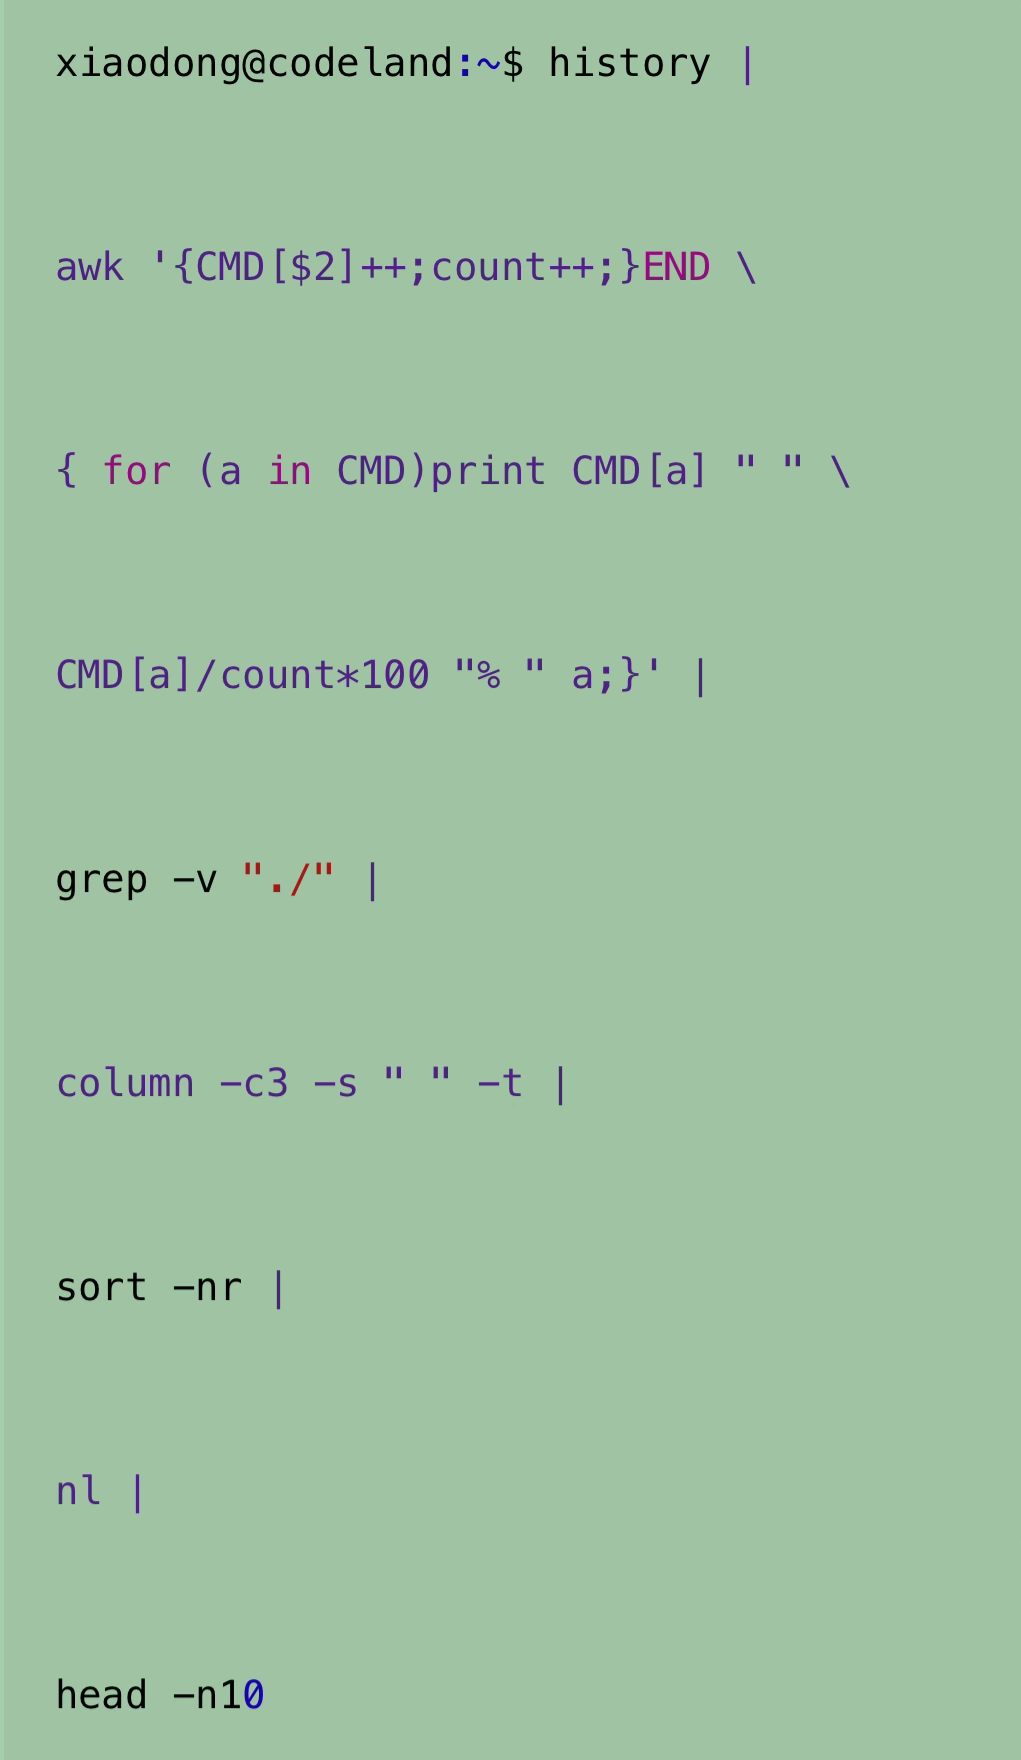 xiaodong@codeland:~$ history |
awk '{CMD[$2]++;count++;}END \
{ for (a in CMD)print CMD[a] " " \
CMD[a]/count*100 "% " a;}' |
grep -v "./" |
column -c3 -s " " -t |
sort -nr |
nl |
head -n10